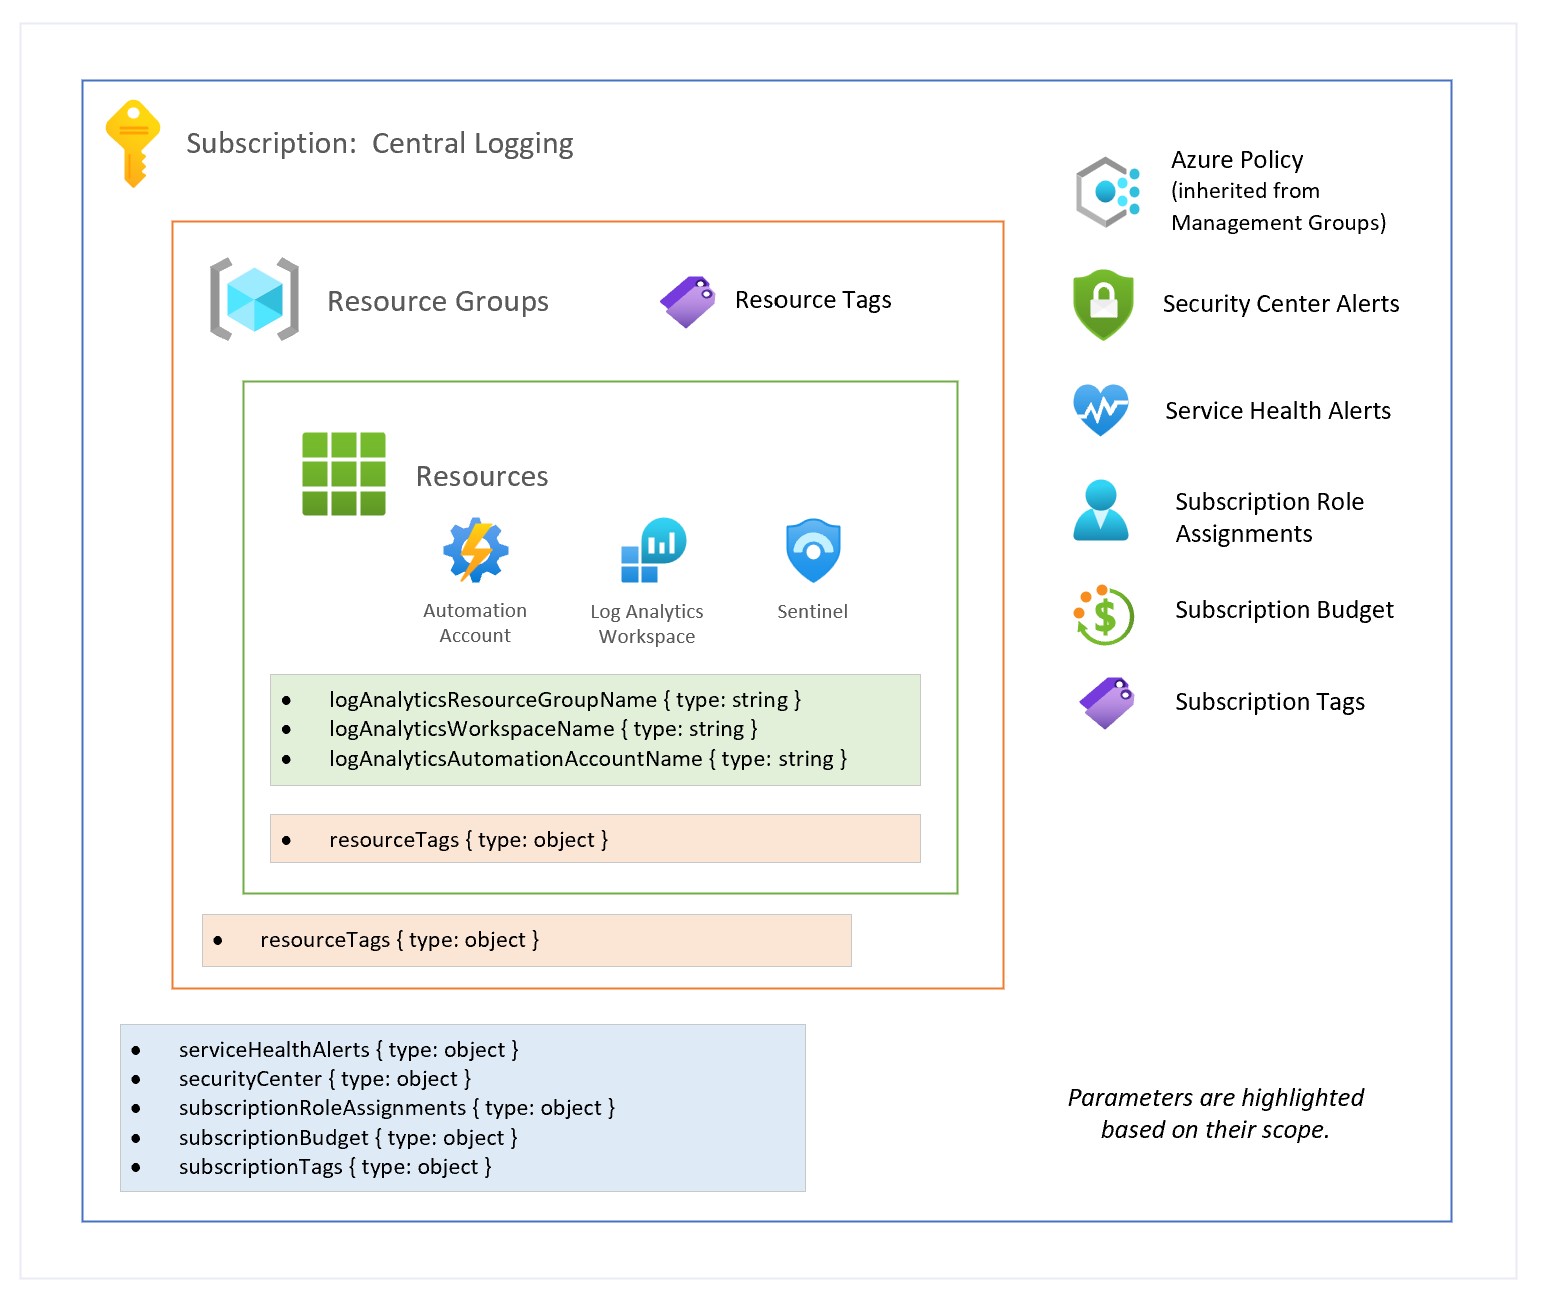 Subscription:  Central Logging
Resource Groups
Resource Tags
Resources
Automation
Account
Log Analytics
Workspace
Sentinel
• logAnalyticsResourceGroupName { type: string }
• logAnalyticsWorkspaceName { type: string }
• logAnalyticsAutomationAccountName { type: string }
• resourceTags { type: object }
• resourceTags { type: object }
• serviceHealthAlerts { type: object }
• securityCenter { type: object }
• subscriptionRoleAssignments { type: object }
• subscriptionBudget { type: object }
• subscriptionTags { type: object }
Azure Policy
(inherited from
Management Groups)
Security Center Alerts
Service Health Alerts
Subscription Role
Assignments
Subscription Budget
Subscription Tags
Parameters are highlighted
based on their scope.